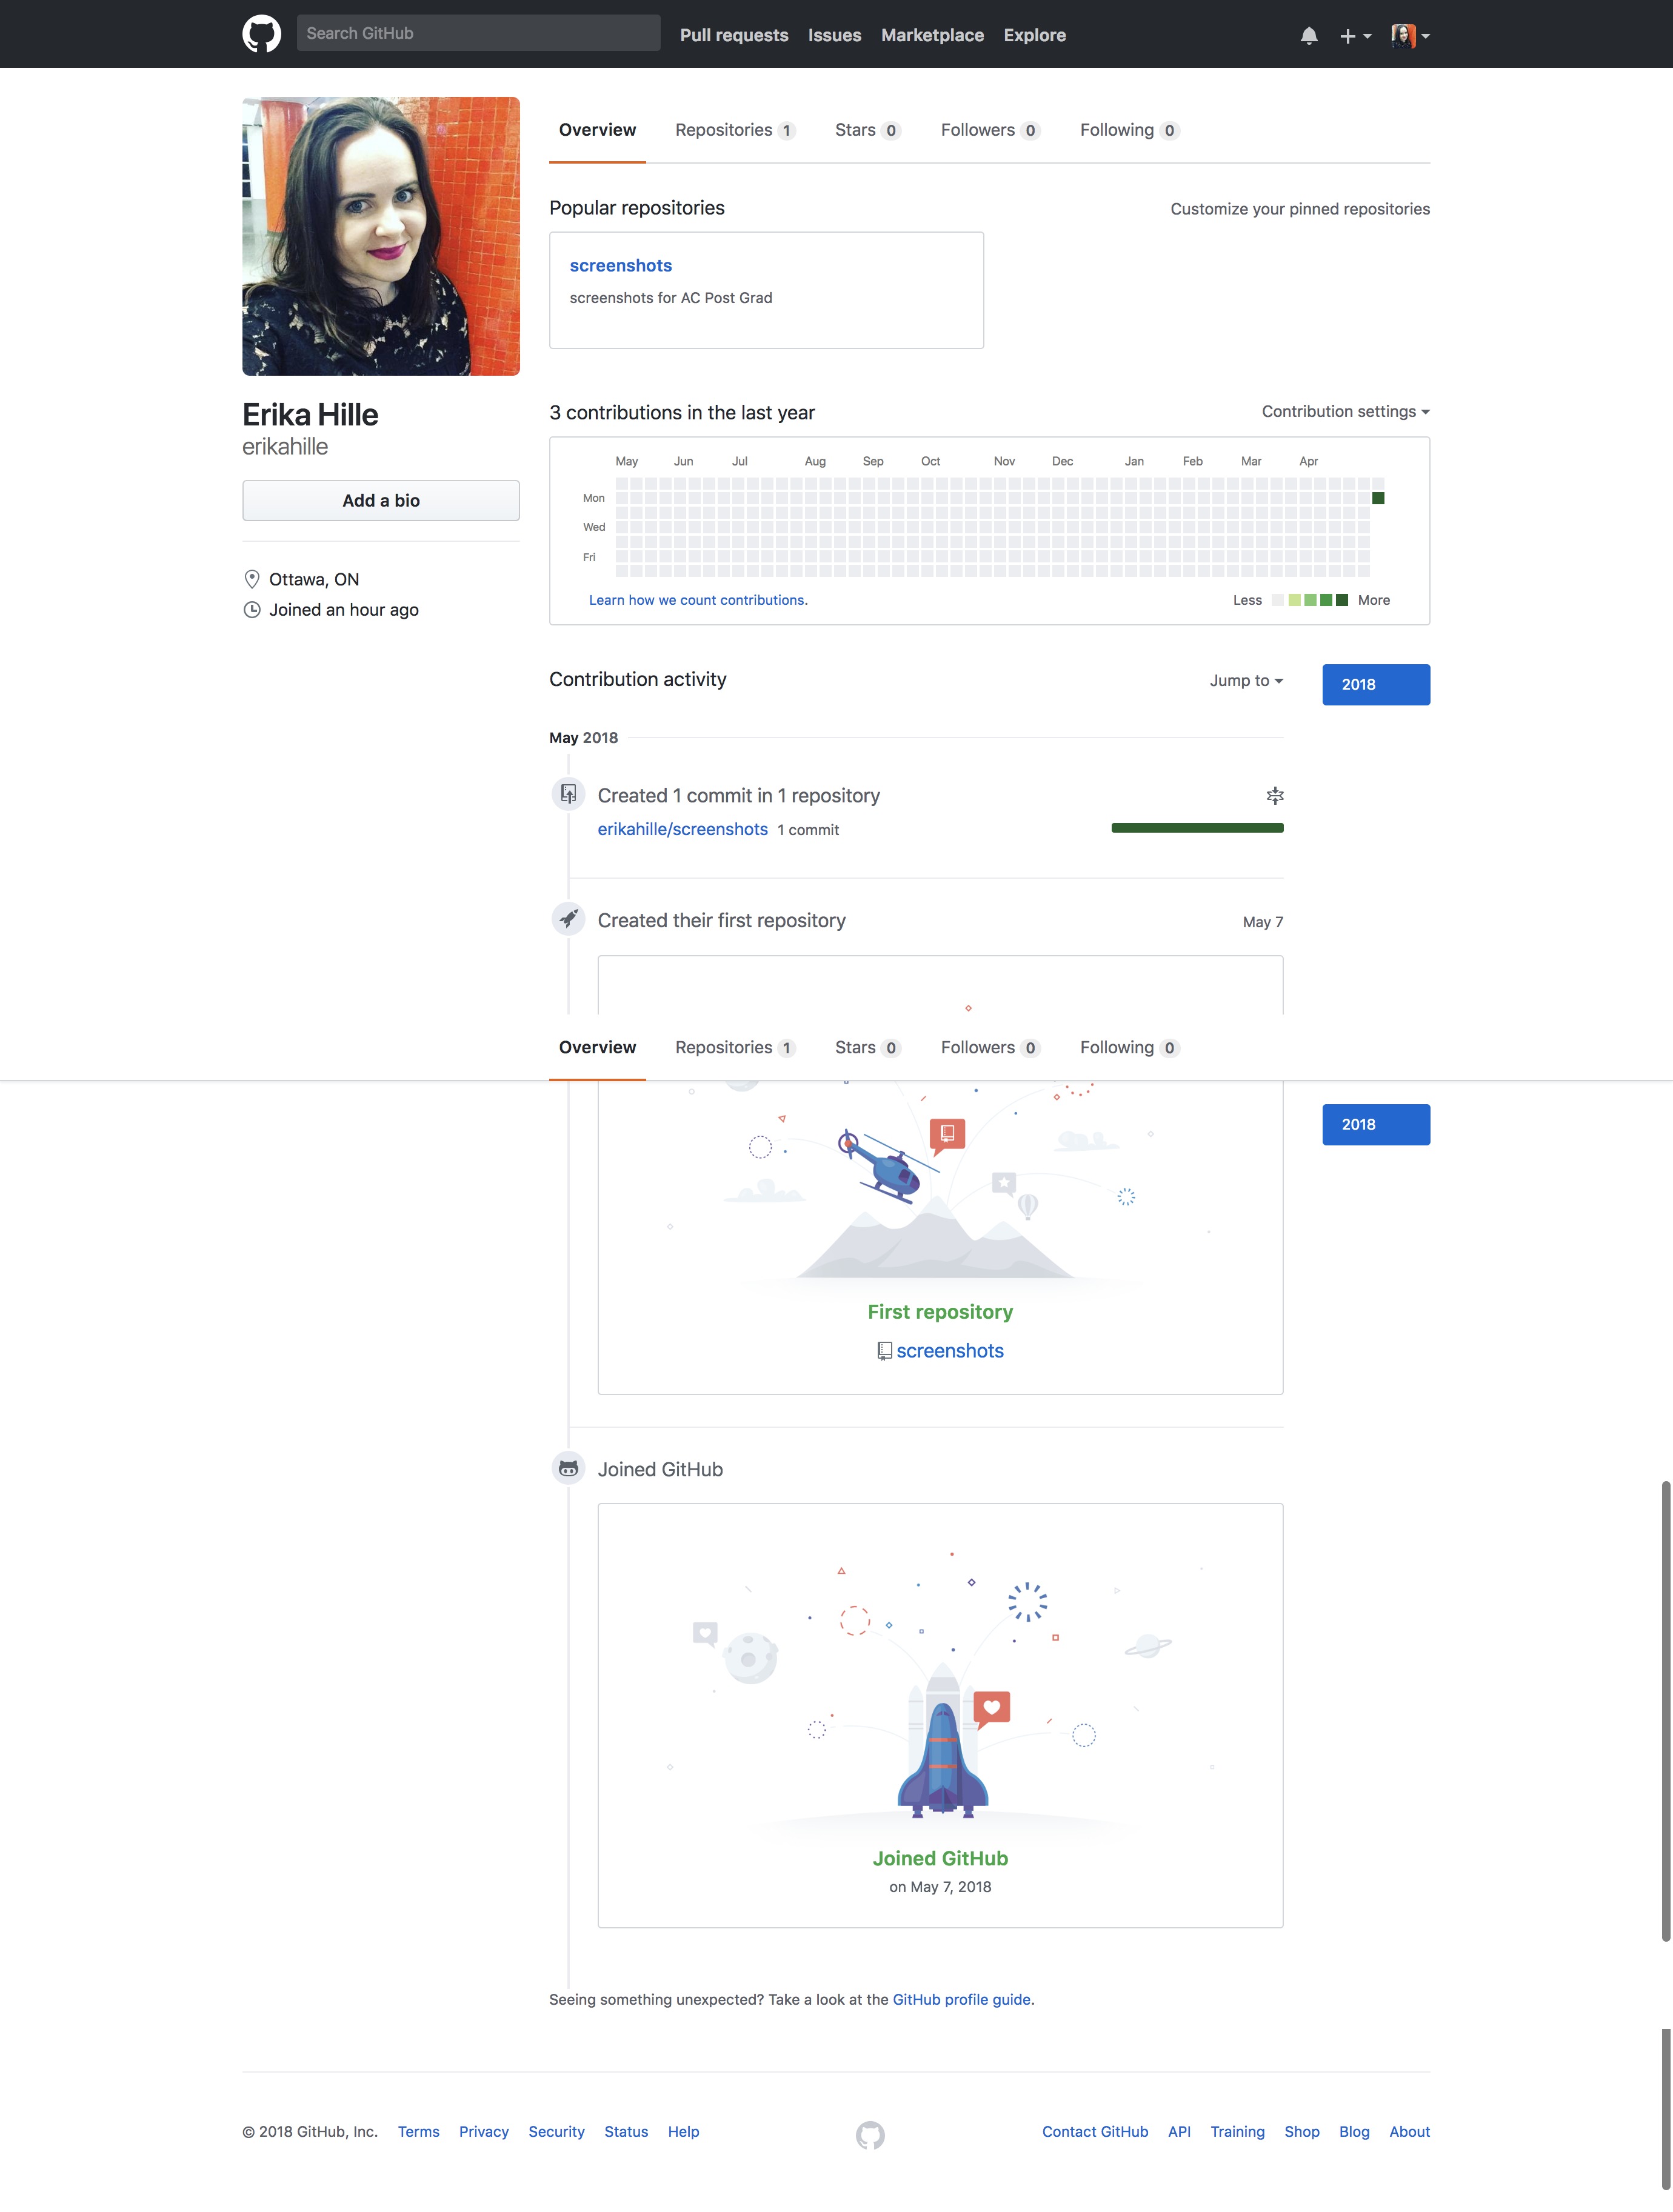 Search GitHub
Pull requests Issues Marketplace Explore
Overview Repositories 1 Stars 0 Followers 0 Following 0
Popular repositories
Customize your pinned repositories
screenshots
screenshots for AC Post Grad
Erika Hille
erikahille
Add a bio
Ottawa, ON
Joined an hour ago
3 contributions in the last year
Contribution settings
May Jun Jul Aug Sep Oct Nov Dec Jan Feb Mar Apr
Mon
Wed
Fri
Learn how we count contributions.
Less More
Contribution activity
Jump to
2018
May 2018
Created 1 commit in 1 repository
erikahille/screenshots 1 commit
Created their first repository
May 7
Overview Repositories 1 Stars 0 Followers 0 Following 0
2018
First repository
screenshots
Joined GitHub
Joined GitHub
on May 7, 2018
Seeing something unexpected? Take a look at the GitHub profile guide.
© 2018 GitHub, Inc. Terms Privacy Security Status Help
Contact GitHub API Training Shop Blog About